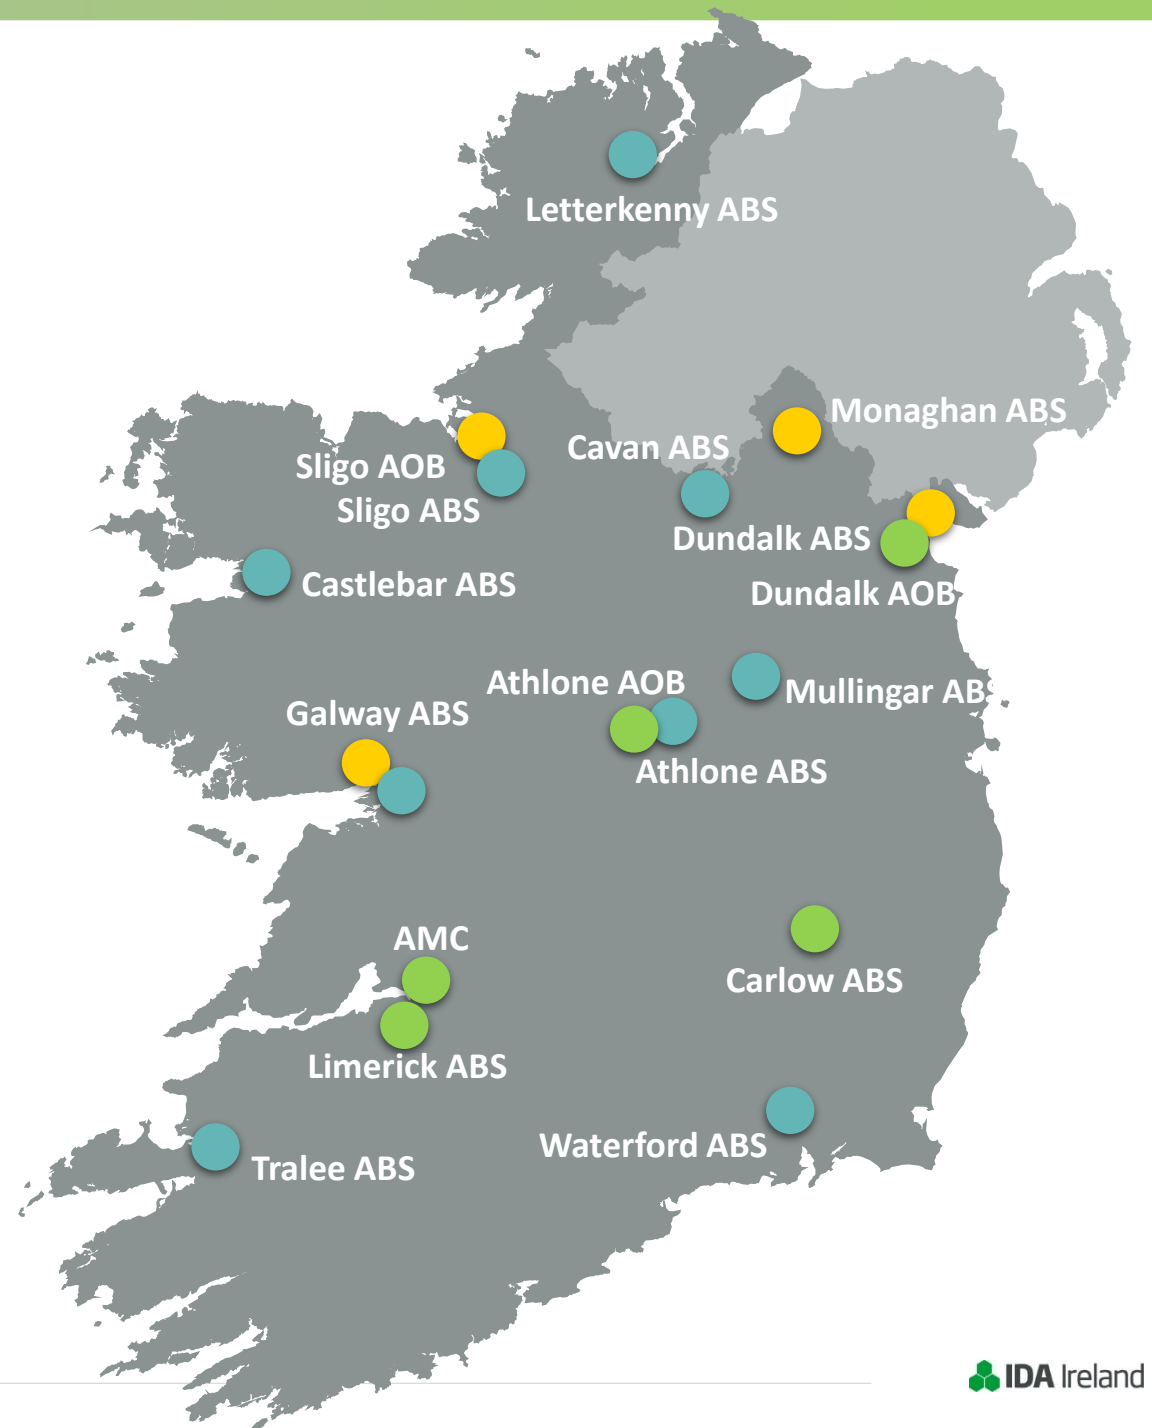 Letterkenny ABS
Monaghan ABS
Cavan ABS
Sligo AOB
Sligo ABS
Dundalk ABS
Castlebar ABS
Dundalk AOB
Athlone AOB
Mullingar ABS
Galway ABS
Athlone ABS
AMC
Carlow ABS
Limerick ABS
Waterford ABS
Tralee ABS
IDA Ireland